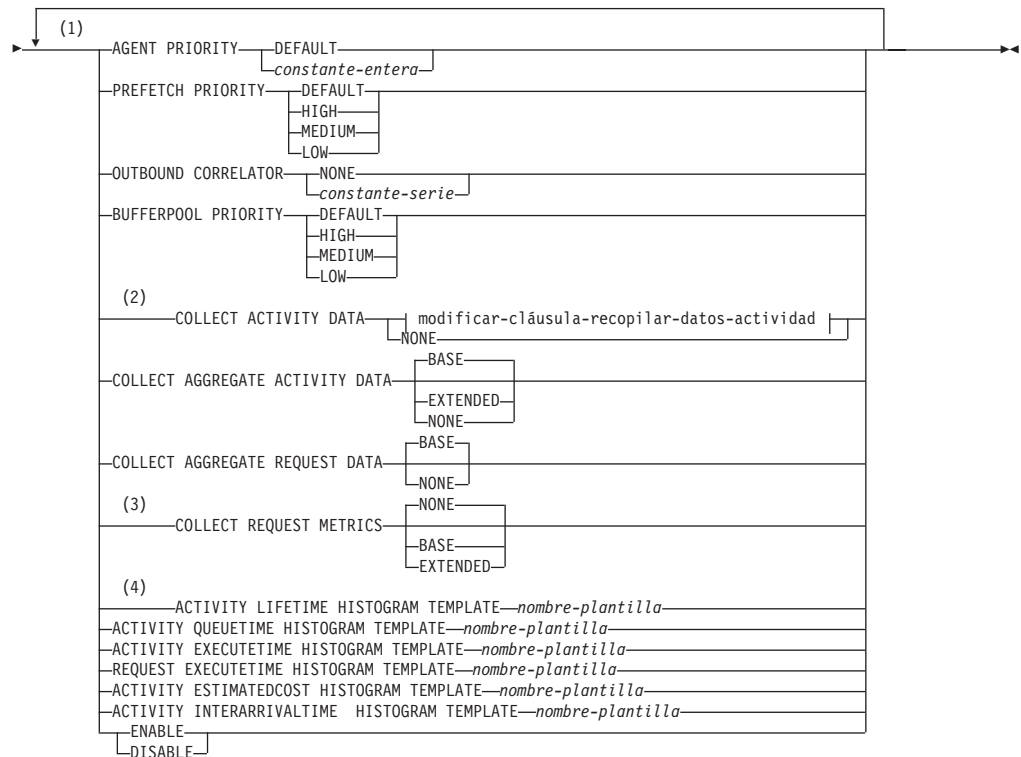 (1)
AGENT PRIORITY DEFAULT
constante-entera
PREFETCH PRIORITY DEFAULT
HIGH
MEDIUM
LOW
OUTBOUND CORRELATOR NONE
constante-serie
BUFFERPOOL PRIORITY DEFAULT
HIGH
MEDIUM
LOW
(2)
COLLECT ACTIVITY DATA modificar-cláusula-recopilar-datos-actividad
NONE
BASE
COLLECT AGGREGATE ACTIVITY DATA
EXTENDED
NONE
BASE
COLLECT AGGREGATE REQUEST DATA
NONE
(3) NONE
COLLECT REQUEST METRICS
BASE
EXTENDED
(4)
ACTIVITY LIFETIME HISTOGRAM TEMPLATE nombre-plantilla
ACTIVITY QUEUETIME HISTOGRAM TEMPLATE nombre-plantilla
ACTIVITY EXECUTETIME HISTOGRAM TEMPLATE nombre-plantilla
REQUEST EXECUTETIME HISTOGRAM TEMPLATE nombre-plantilla
ACTIVITY ESTIMATEDCOST HISTOGRAM TEMPLATE nombre-plantilla
ACTIVITY INTERARRIVALTIME HISTOGRAM TEMPLATE nombre-plantilla
ENABLE
DISABLE